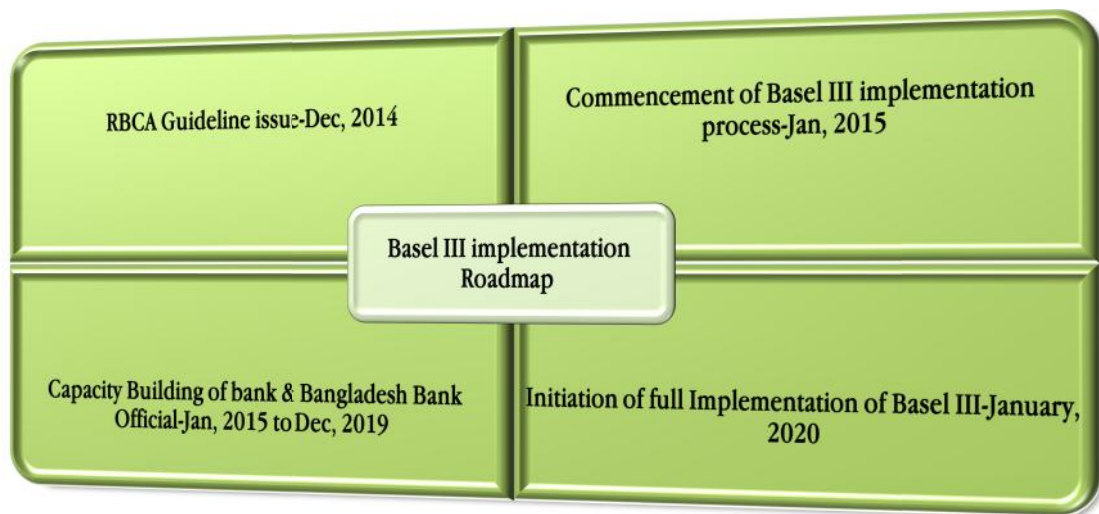 RBCA Guideline issue-Dec, 2014
Commencement of Basel III implementation
process-Jan, 2015
Basel III implementation
Roadmap
Capacity Building of bank & Bangladesh Bank
Official-Jan, 2015 to Dec, 2019
Initiation of full Implementation of Basel III-January,
2020